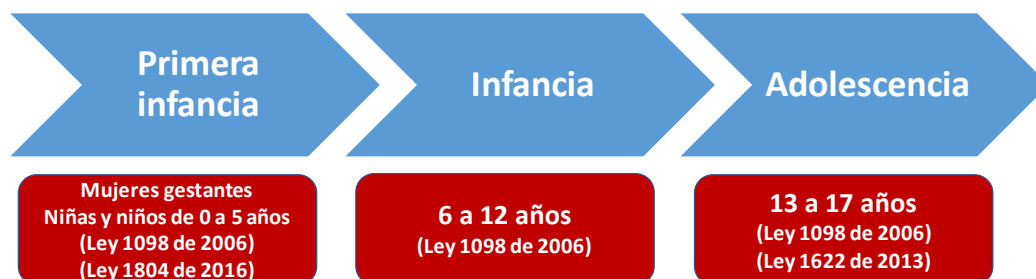 Primera
infancia
Infancia
Adolescencia
Mujeres gestantes
Niñas y niños de 0 a 5 años
(Ley 1098 de 2006)
(Ley 1804 de 2016)
6 a 12 años
(Ley 1098 de 2006)
13 a 17 años
(Ley 1098 de 2006)
(Ley 1622 de 2013)